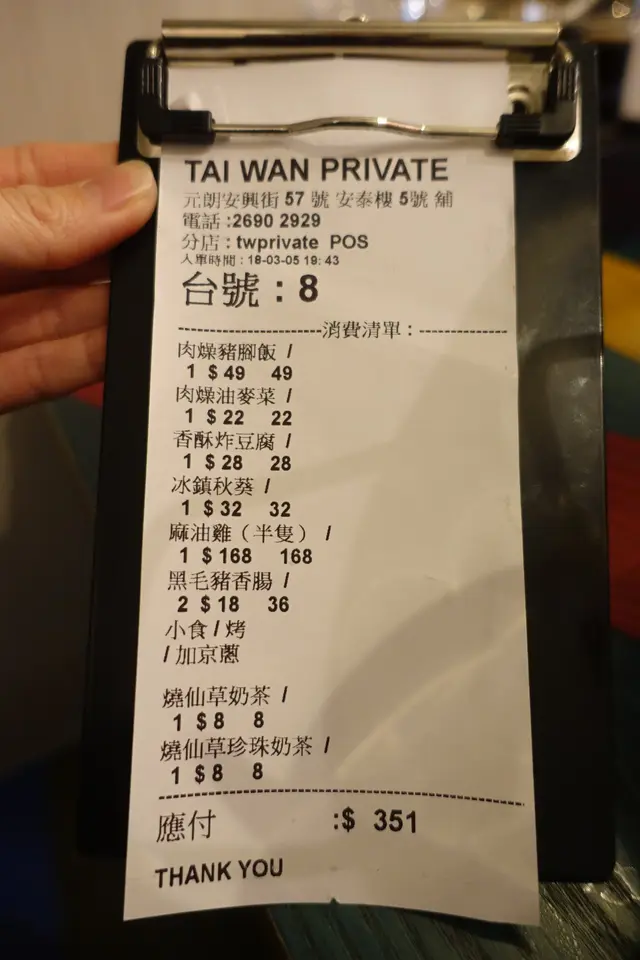 TAI WAN PRIVATE
元朗安興街 57 號 安泰樓 5號 舖
電話 :2690 2929
分店 : twprivate POS
入單時間 : 18-03-05 19: 43
台號 : 8
--------------------消費清單 : ------------
肉燥豬腳飯 /
1 $ 49 49
肉燥油麥菜 /
1 $ 22 22
香酥炸豆腐 /
1 $ 28 28
冰鎮秋葵 /
1 $ 32 32
麻油雞（半隻） /
1 $ 168 168
黑毛豬香腸 /
2 $ 18 36
小食 / 烤
/ 加京蔥
燒仙草奶茶 /
1 $ 8 8
燒仙草珍珠奶茶 /
1 $ 8 8
--------------------------------------------------
應付 :$ 351
THANK YOU